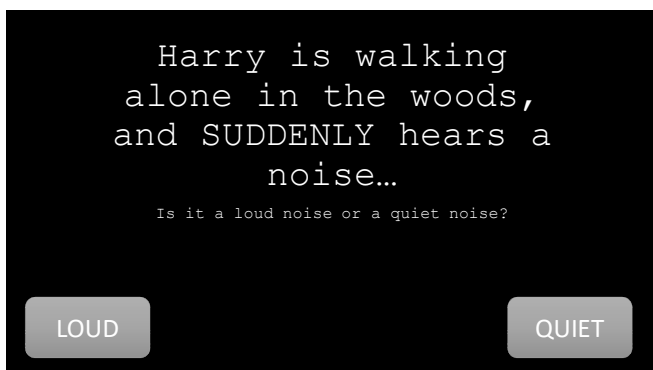 Harry is walking
alone in the woods,
and SUDDENLY hears a
noise…
Is it a loud noise or a quiet noise?
LOUD
QUIET